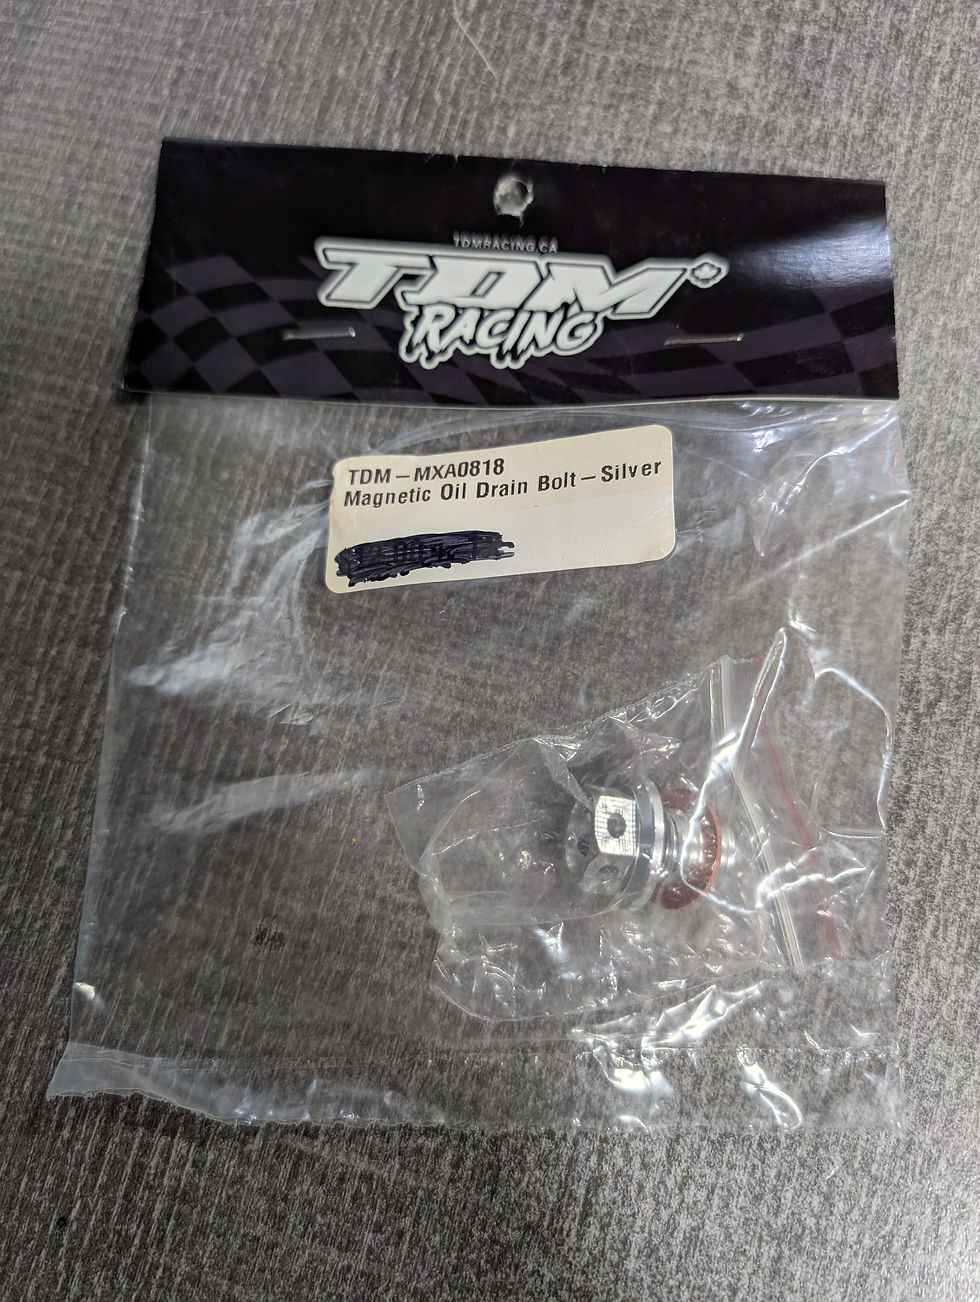 TDMRACING.CA
TDM
RACING
TDM-MXA0818
Magnetic Oil Drain Bolt-Silver